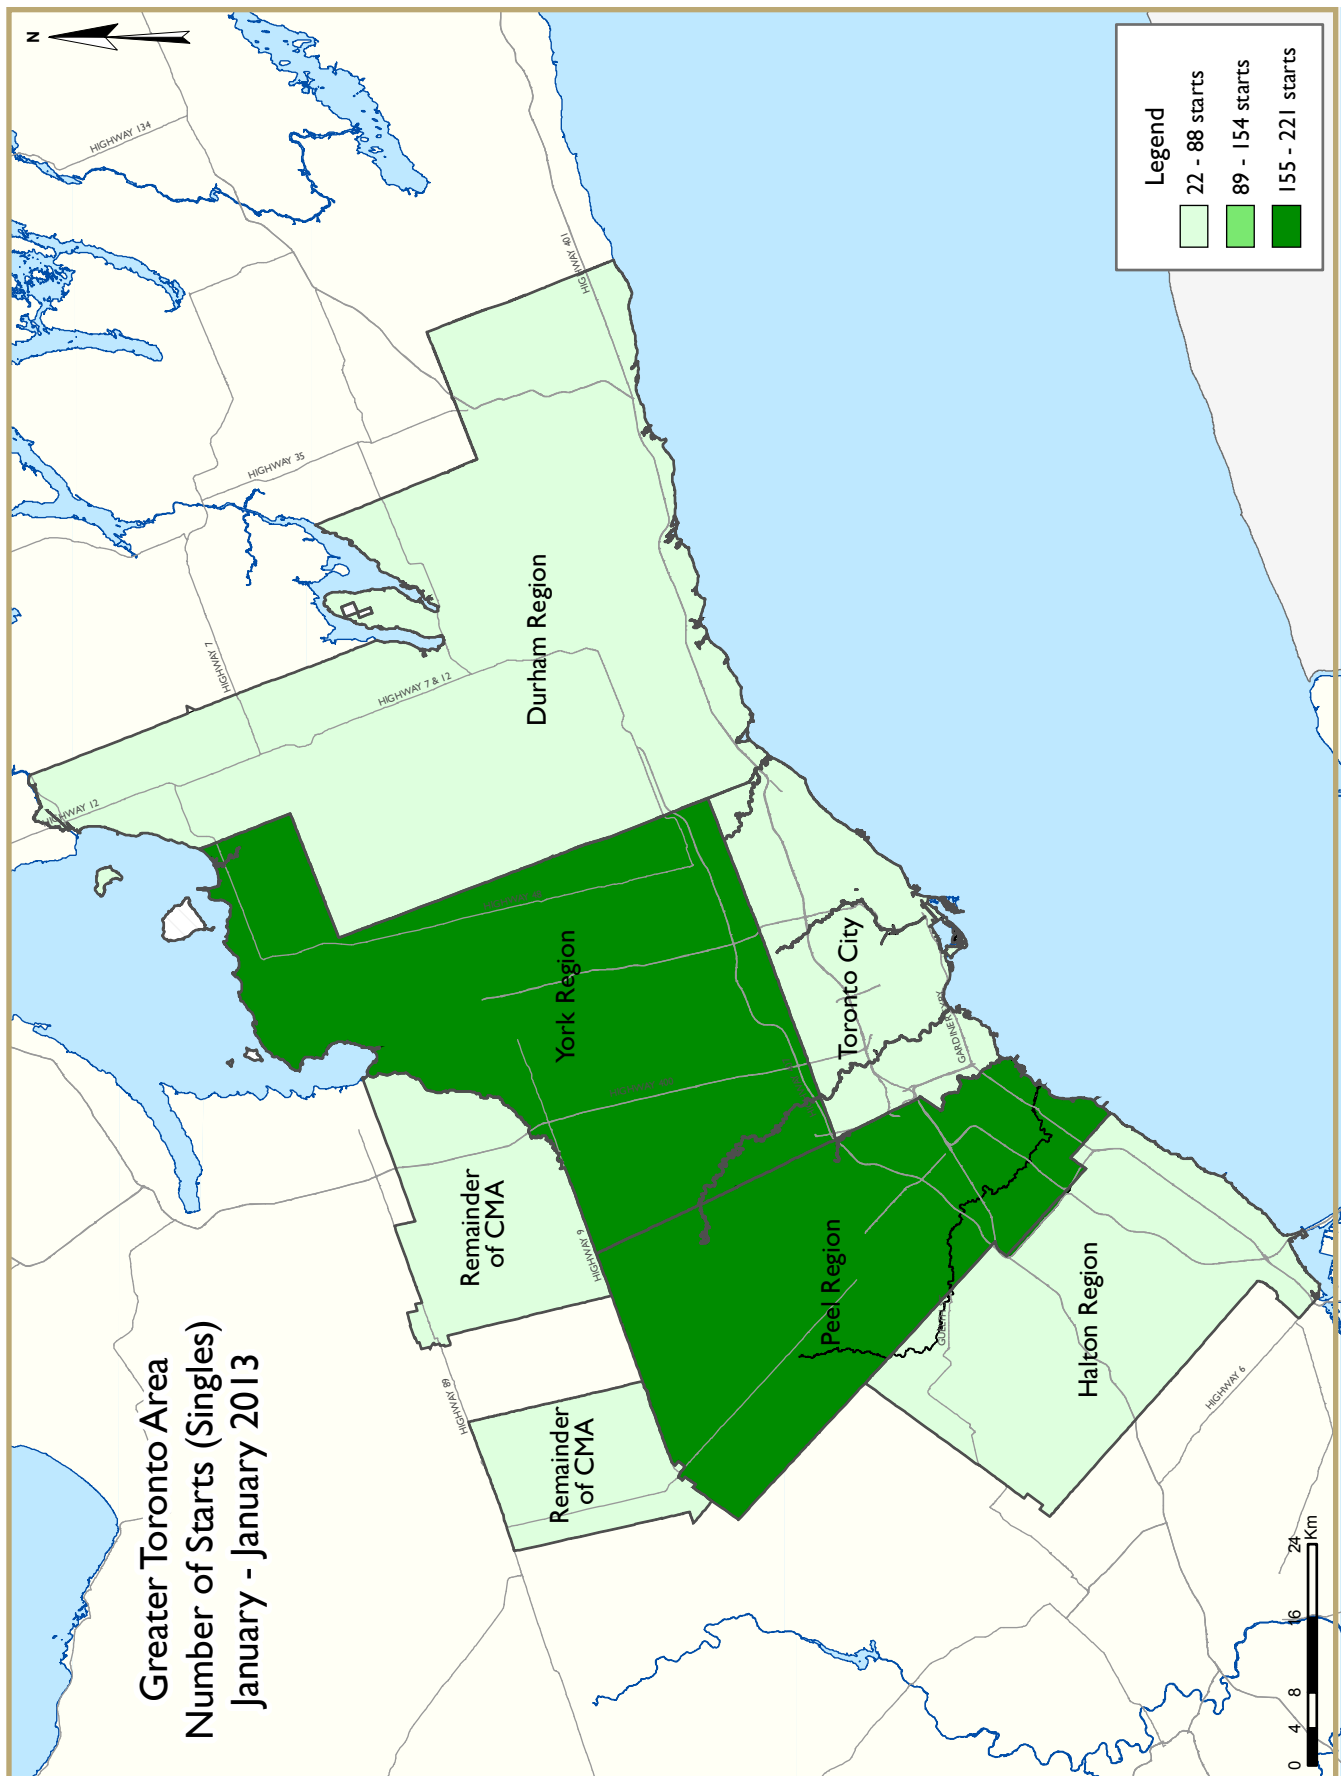 Greater Toronto Area
Number of Starts (Singles)
January - January 2013
N
HIGHWAY 134
HIGHWAY 401
HIGHWAY 35
HIGHWAY 7
HIGHWAY 7 & 12
HIGHWAY 12
Durham Region
York Region
Toronto City
GARDINER
Remainder
of CMA
HIGHWAY 9
Peel Region
HIGHWAY 89
Remainder
of CMA
Halton Region
HIGHWAY 6
Legend
22 - 88 starts
89 - 154 starts
155 - 221 starts
0 4 8 16 24
Km